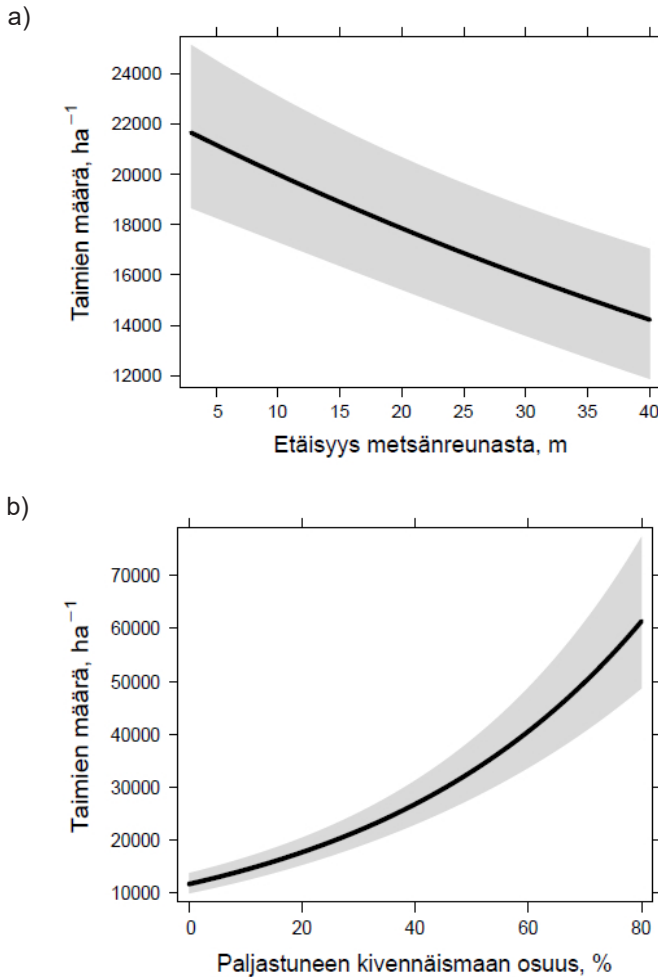 a)
24000
22000
20000
18000
16000
14000
12000
Taimien määrä, ha⁻¹
5 10 15 20 25 30 35 40
Etäisyys metsänreunasta, m
b)
70000
60000
50000
40000
30000
20000
10000
Taimien määrä, ha⁻¹
0 20 40 60 80
Paljastuneen kivennäismaan osuus, %